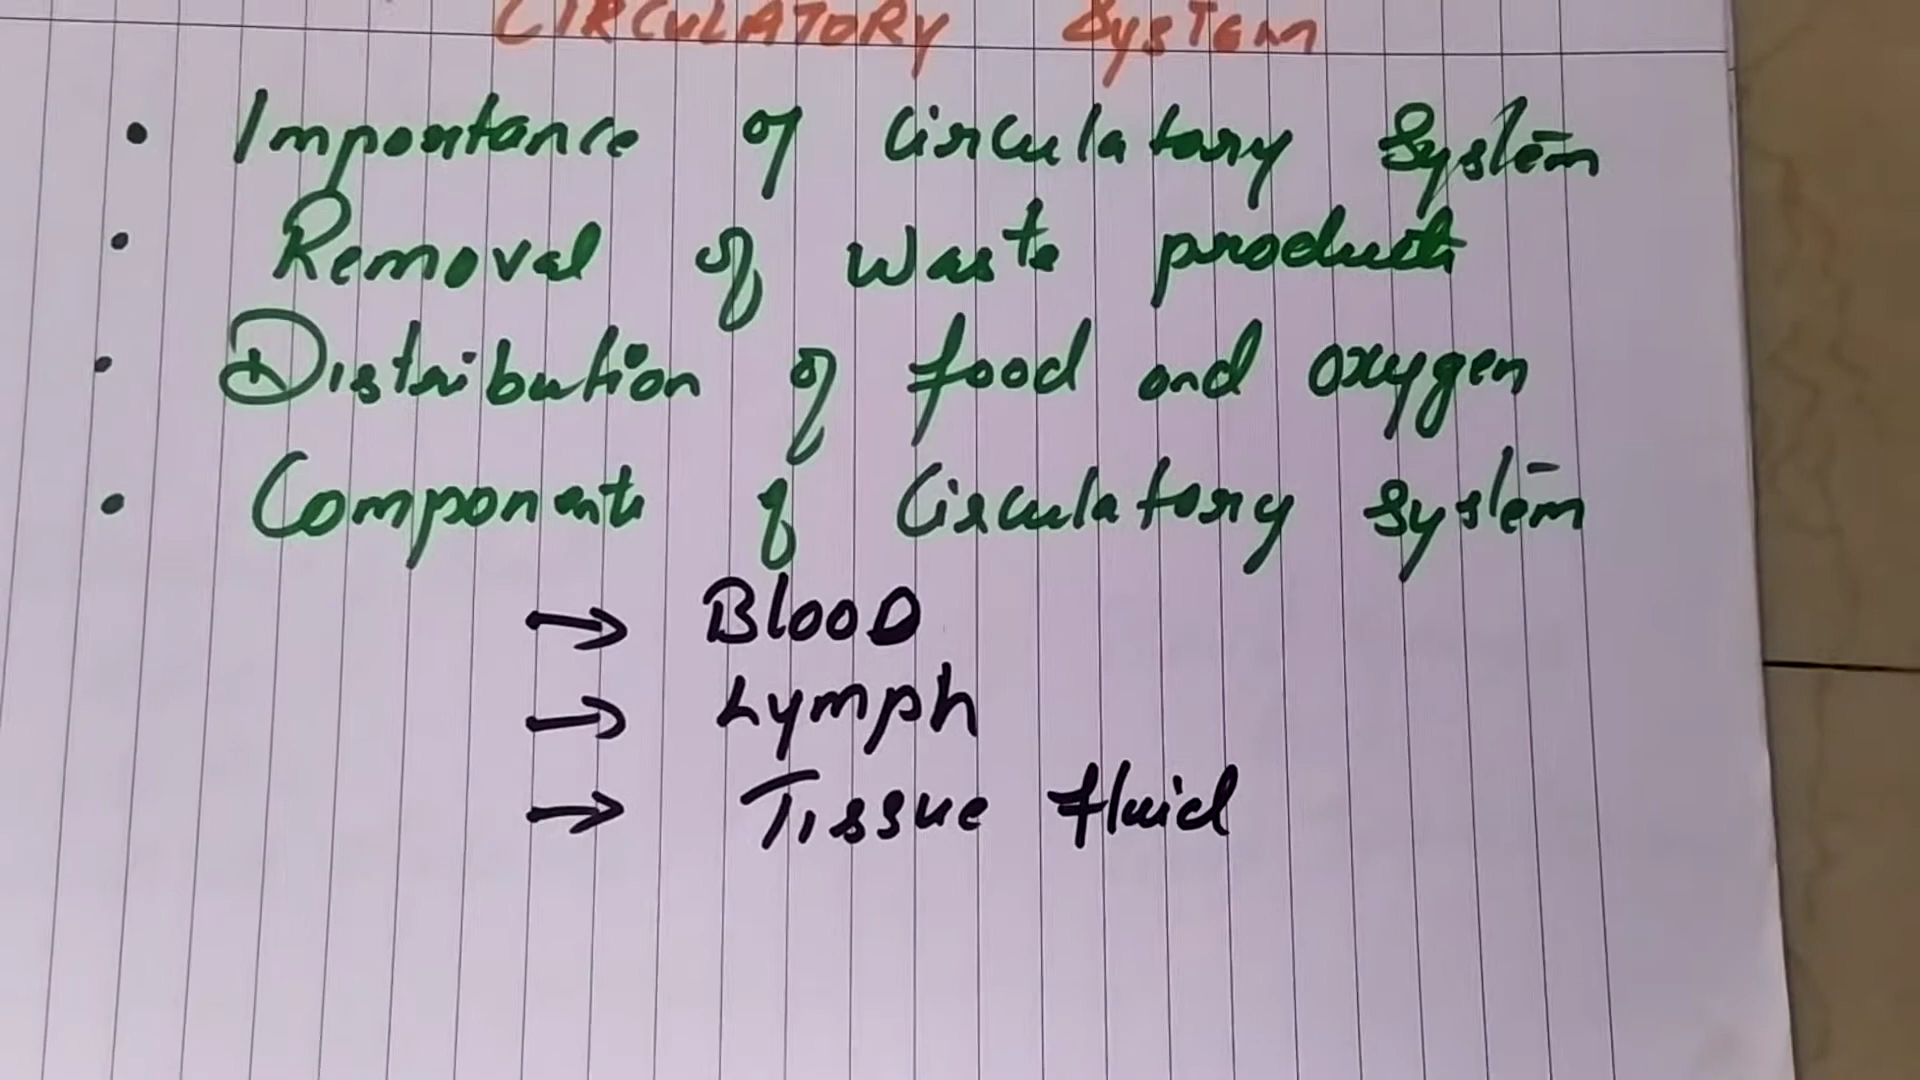 CIRCULATORY SYSTEM
• Importance of Circulatory System
• Removal of Waste products
• Distribution of food and oxygen
• Components of Circulatory System
→ Blood
→ Lymph
→ Tissue fluid